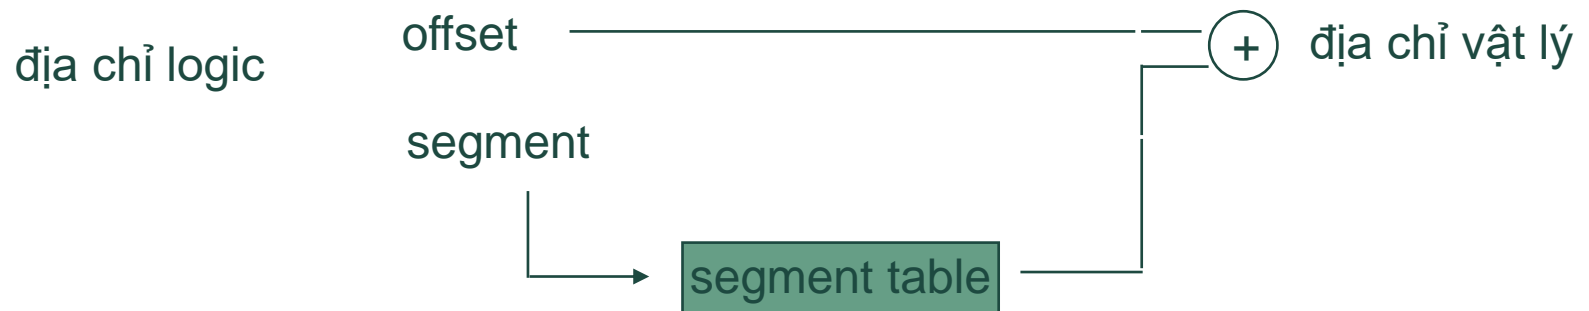 địa chỉ logic
offset
+
địa chỉ vật lý
segment
segment table